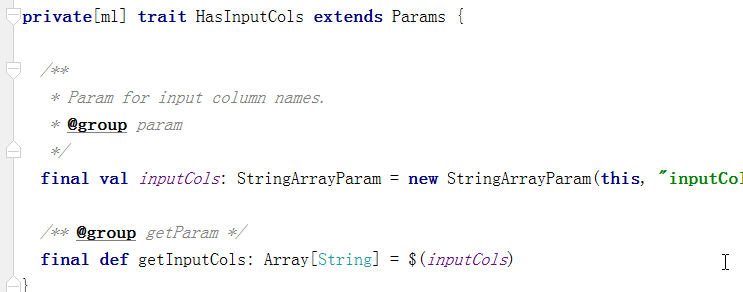 private[ml] trait HasInputCols extends Params {
/**
* Param for input column names.
* @group param
*/
final val inputCols: StringArrayParam = new StringArrayParam(this, "inputCol
/** @group getParam */
final def getInputCols: Array[String] = $(inputCols)
}